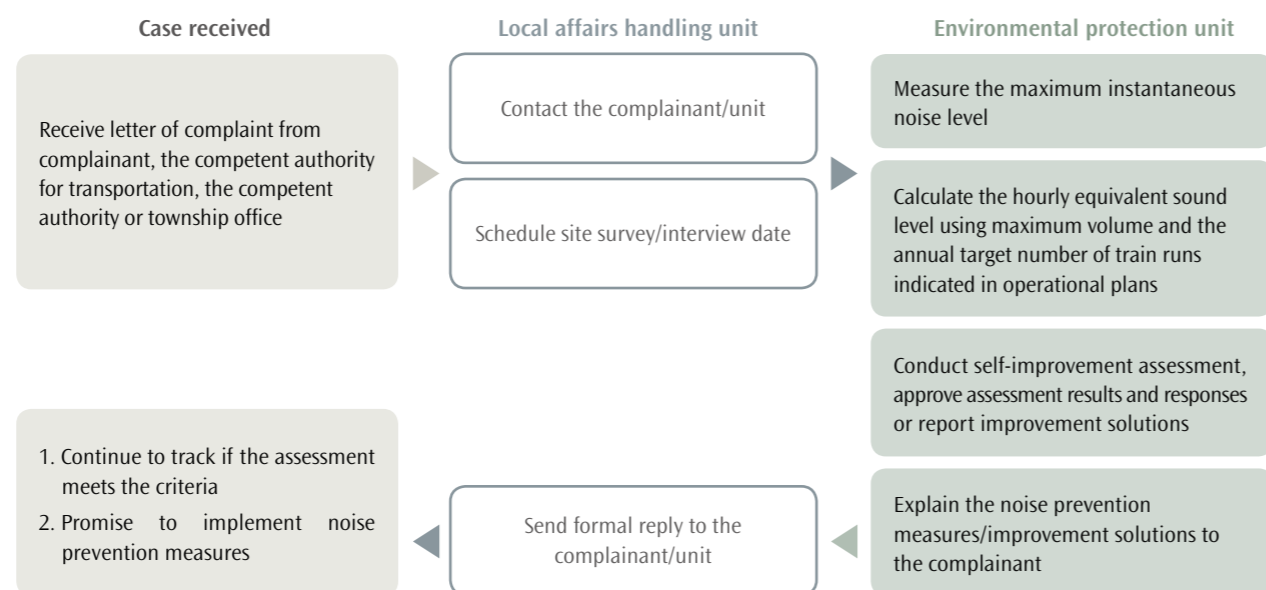 Case received
Receive letter of complaint from
complainant, the competent authority
for transportation, the competent
authority or township office
Local affairs handling unit
Contact the complainant/unit
Schedule site survey/interview date
Environmental protection unit
Measure the maximum instantaneous
noise level
Calculate the hourly equivalent sound
level using maximum volume and the
annual target number of train runs
indicated in operational plans
Conduct self-improvement assessment,
approve assessment results and responses
or report improvement solutions
Explain the noise prevention
measures/improvement solutions to
the complainant
Send formal reply to the
complainant/unit
1. Continue to track if the assessment
meets the criteria
2. Promise to implement noise
prevention measures